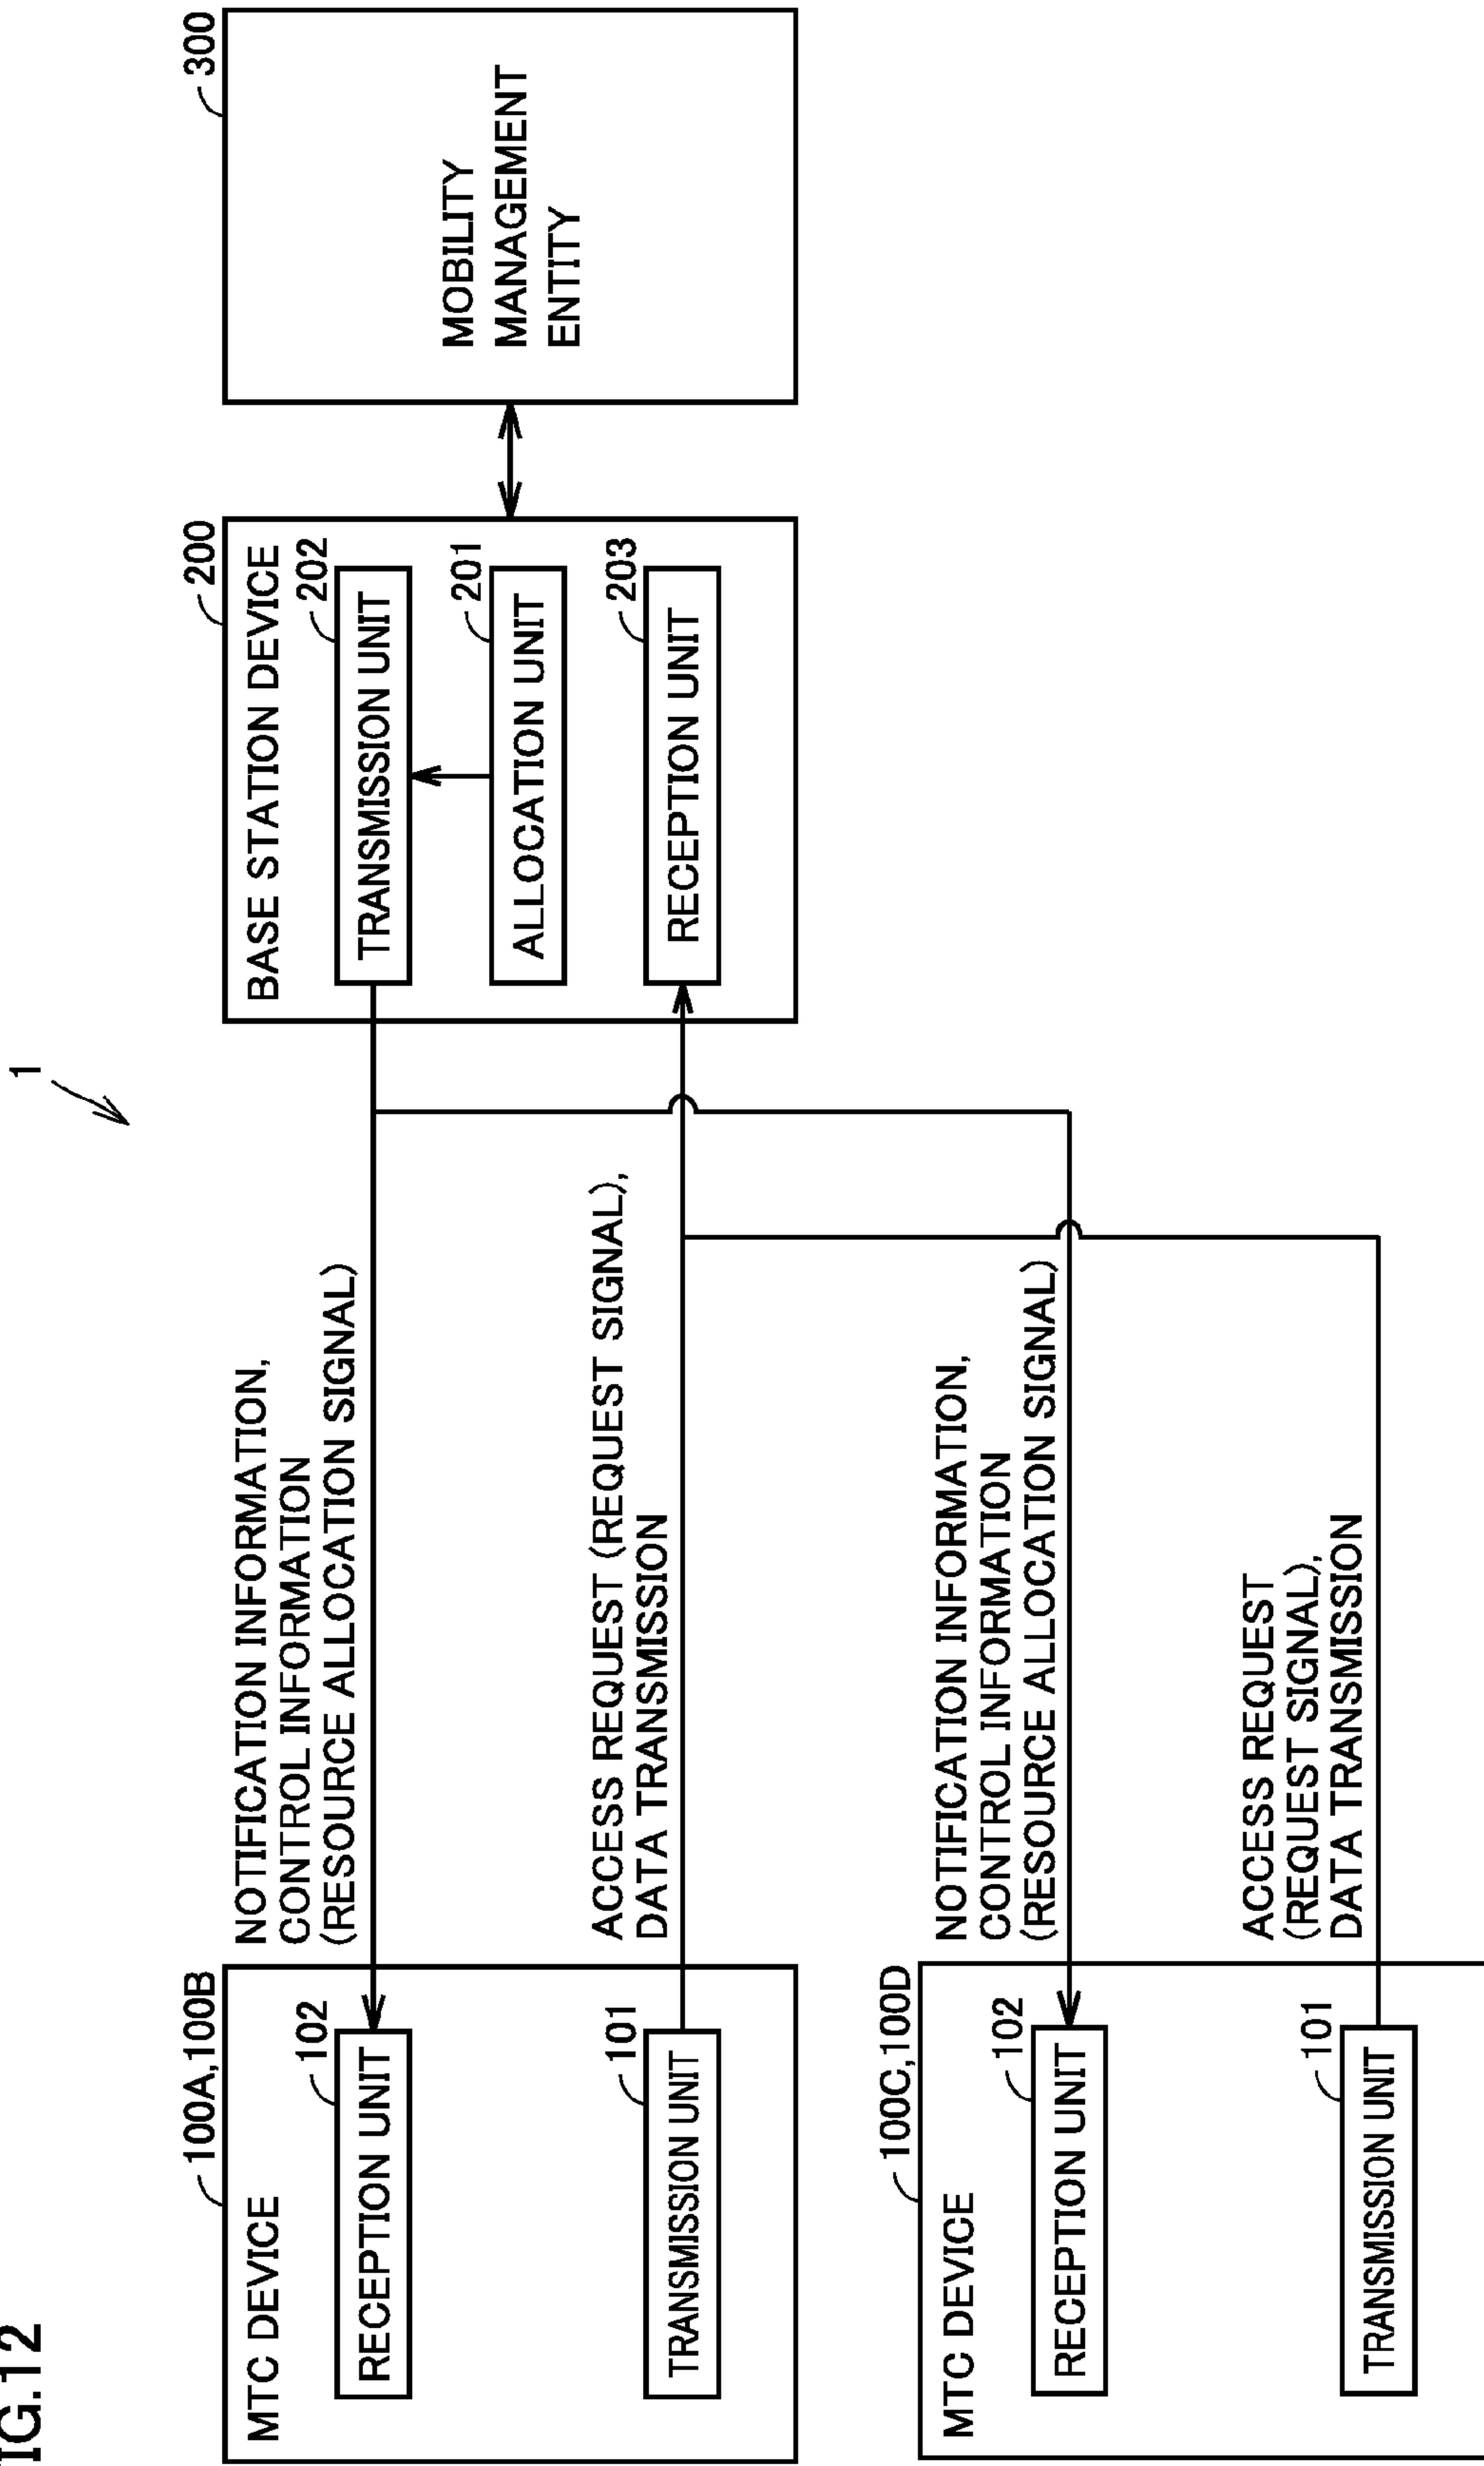 IG.12
1
100A,100B
MTC DEVICE
102
RECEPTION UNIT
101
TRANSMISSION UNIT
NOTIFICATION INFORMATION,
CONTROL INFORMATION
(RESOURCE ALLOCATION SIGNAL)
ACCESS REQUEST (REQUEST SIGNAL),
DATA TRANSMISSION
200
BASE STATION DEVICE
202
TRANSMISSION UNIT
201
ALLOCATION UNIT
203
RECEPTION UNIT
300
MOBILITY
MANAGEMENT
ENTITY
100C,100D
MTC DEVICE
102
RECEPTION UNIT
101
TRANSMISSION UNIT
NOTIFICATION INFORMATION,
CONTROL INFORMATION
(RESOURCE ALLOCATION SIGNAL)
ACCESS REQUEST
(REQUEST SIGNAL),
DATA TRANSMISSION